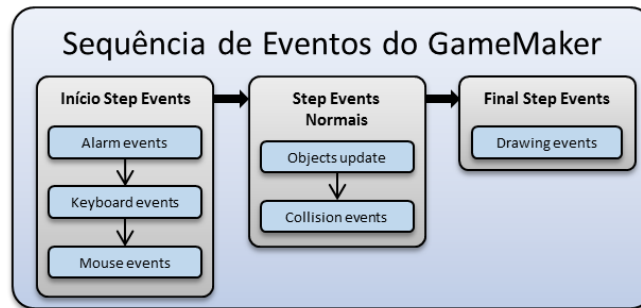 Sequência de Eventos do GameMaker
Início Step Events
Alarm events
Keyboard events
Mouse events
Step Events
Normais
Objects update
Collision events
Final Step Events
Drawing events